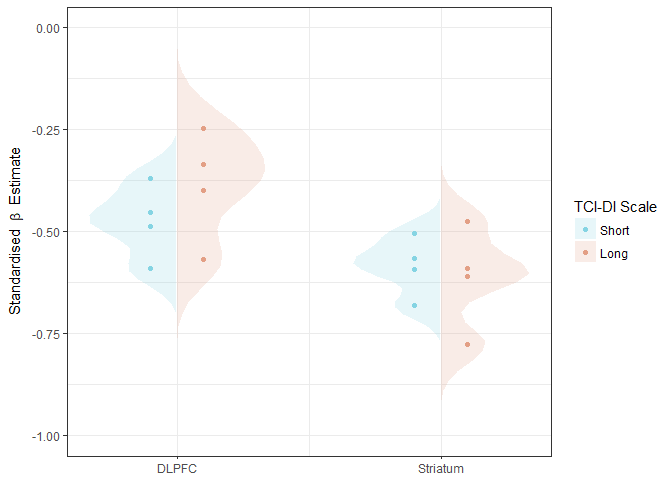 0.00
-0.25
-0.50
-0.75
-1.00
Standardised β Estimate
DLPFC
Striatum
TCI-DI Scale
Short
Long